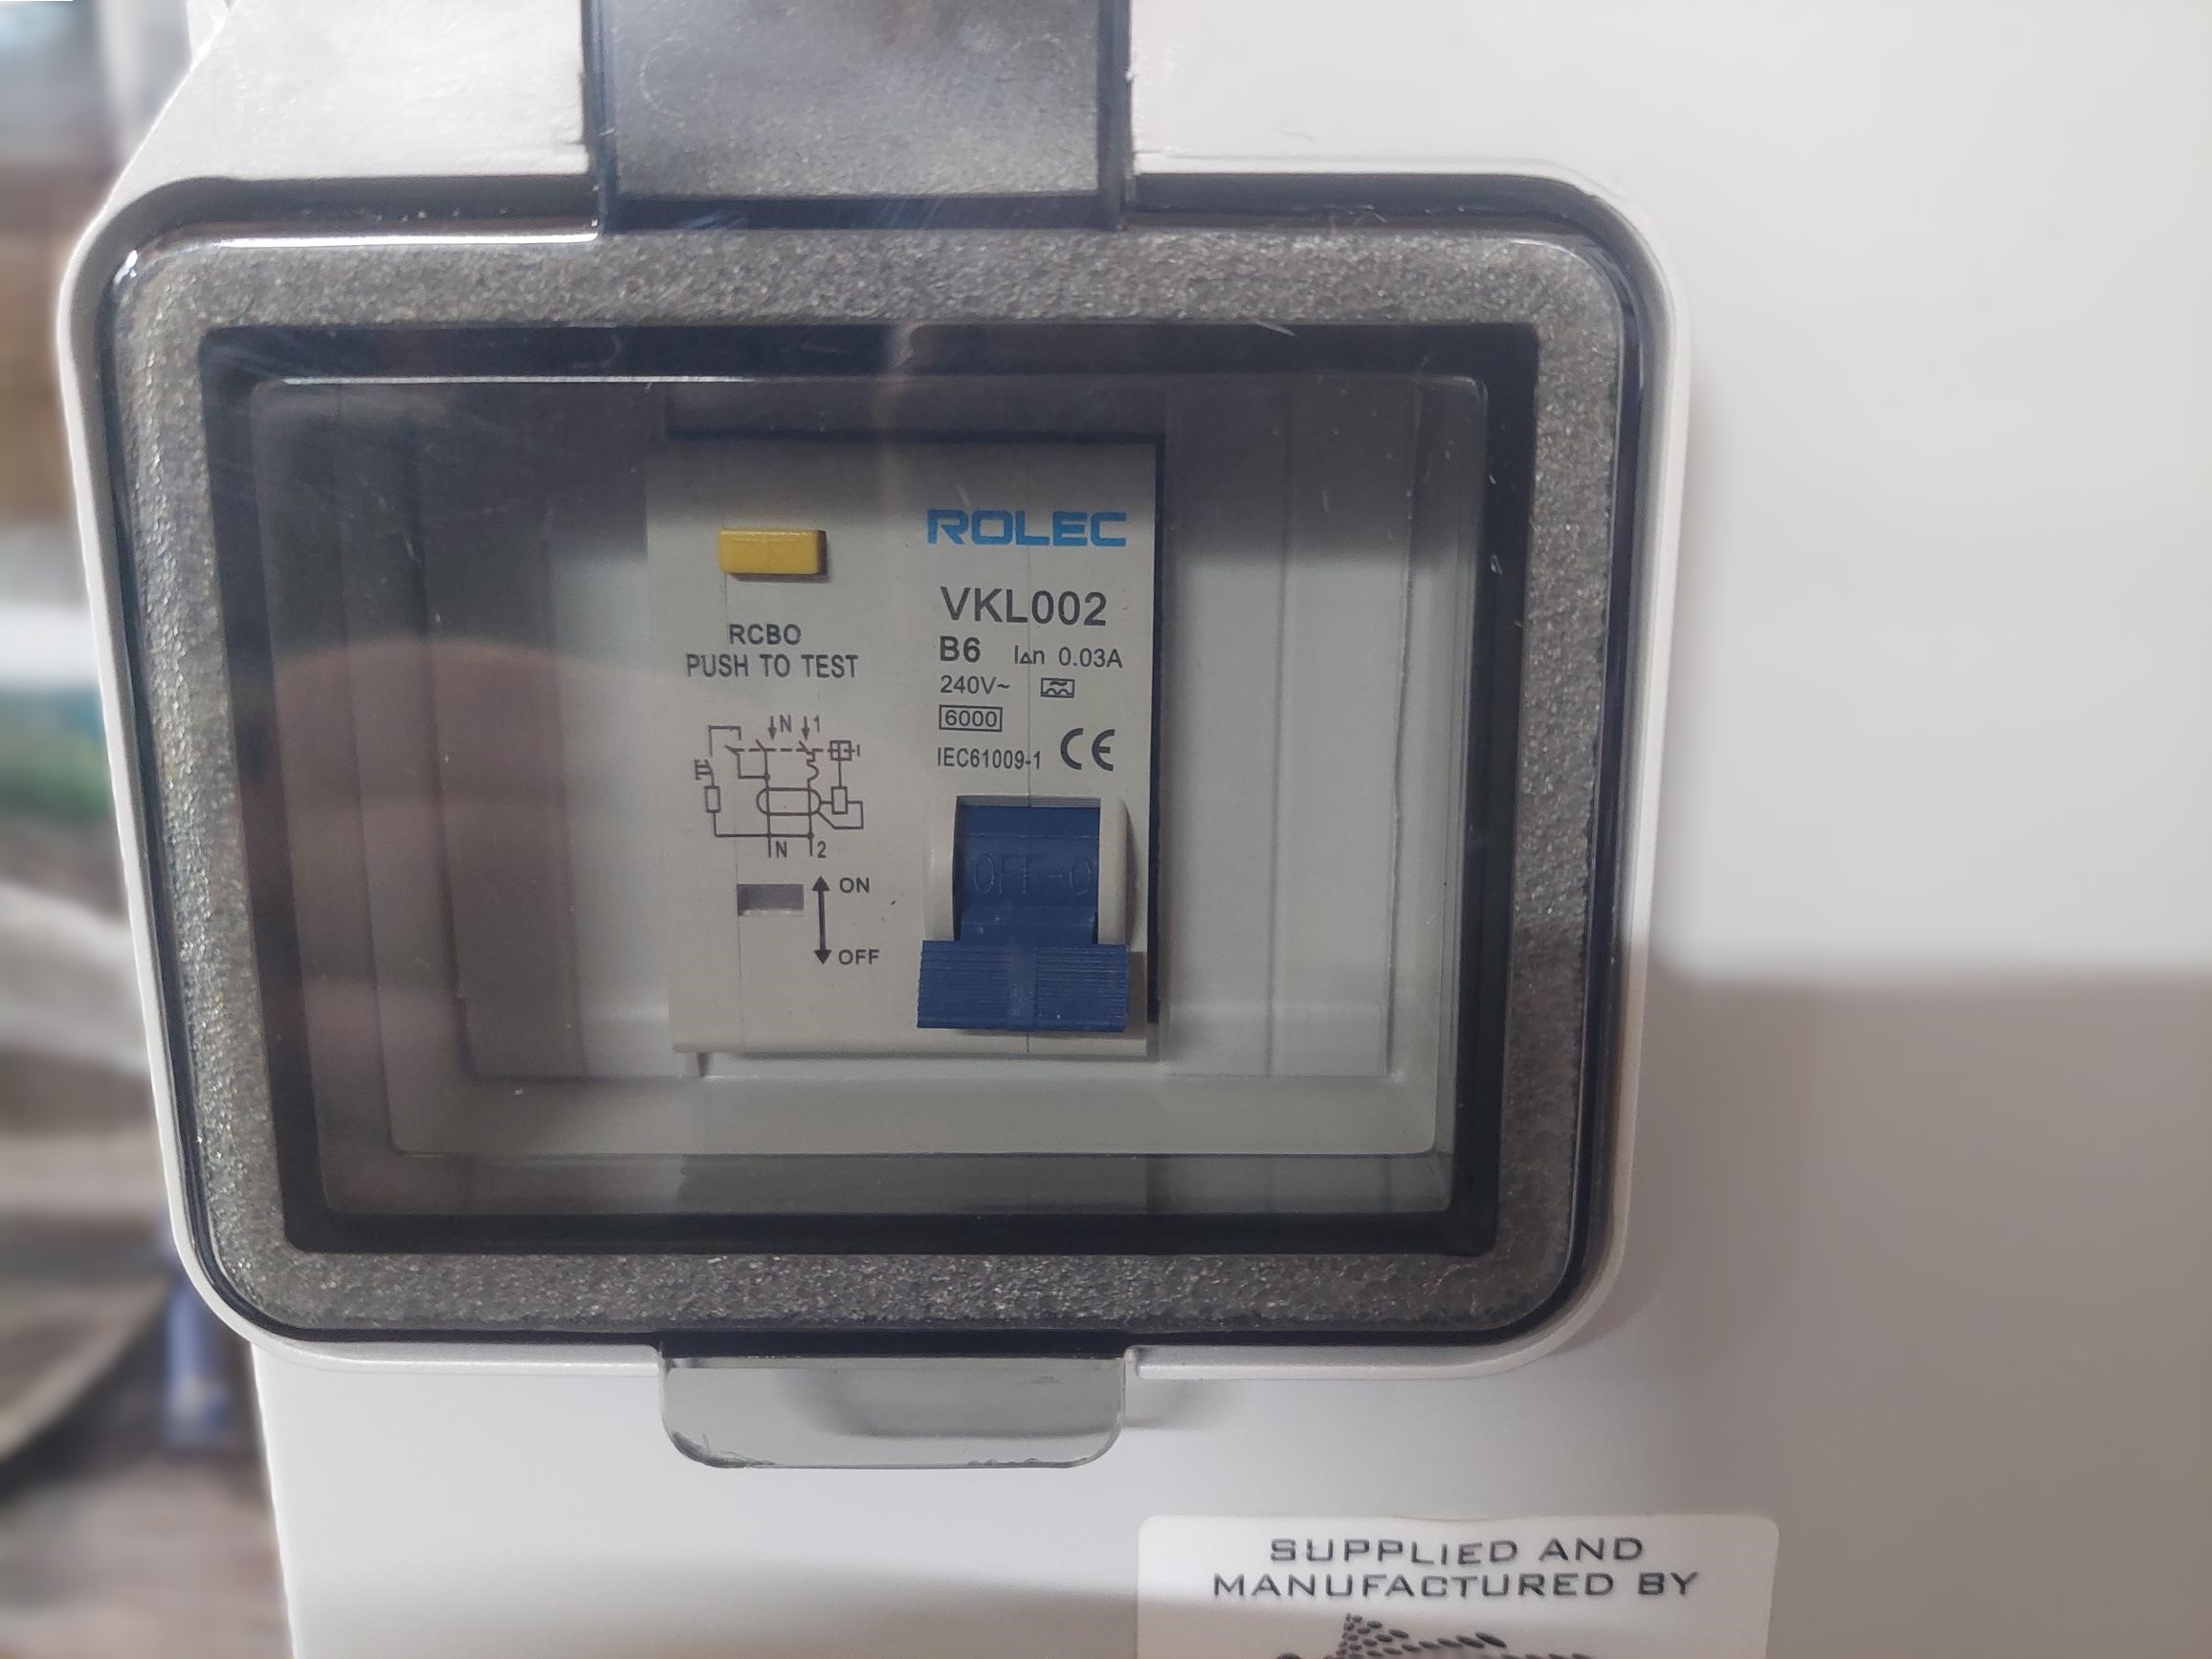 ROLEC
VKL002
B6 I△n 0.03A
240V~
6000
IEC61009-1 CE
RCBO
PUSH TO TEST
N 1
N 2
ON
OFF
OFF-O
SUPPLIED AND
MANUFACTURED BY